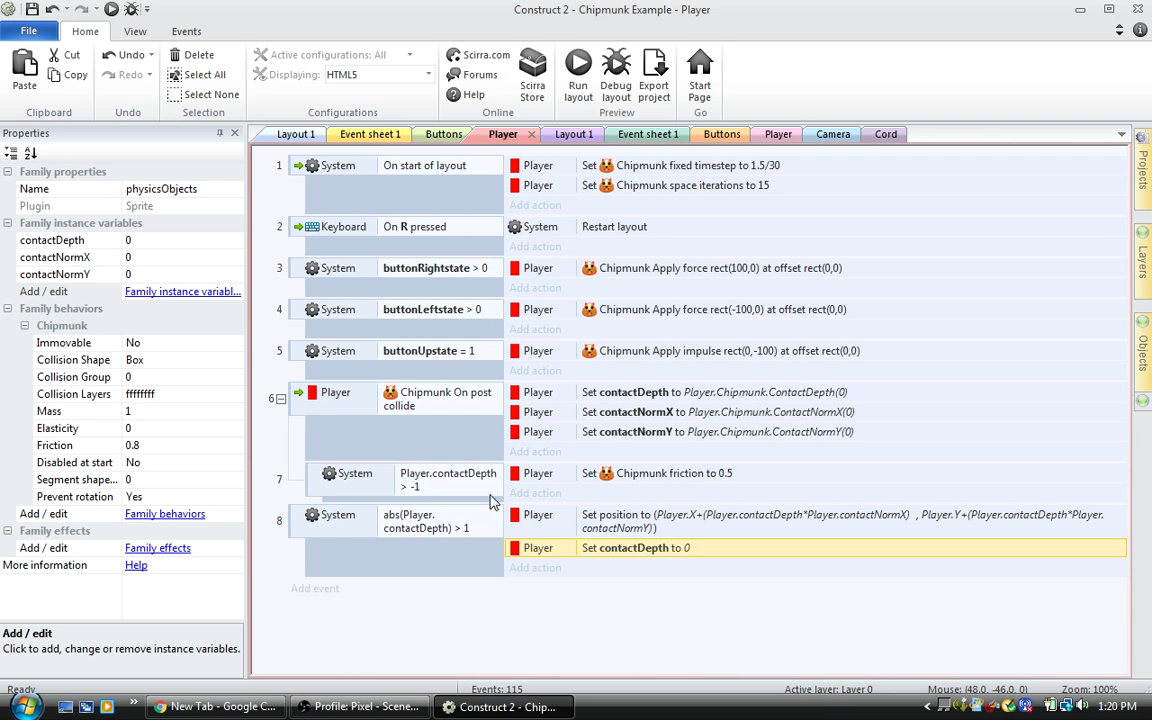 Construct 2 - Chipmunk Example - Player
File
Home
View
Events
Paste
Cut
Copy
Clipboard
Undo
Redo
Undo
Delete
Select All
Select None
Selection
Active configurations: All
Displaying: HTML5
Configurations
Scirra.com
Forums
Help
Scirra Store
Online
Run layout
Debug layout
Export project
Preview
Start Page
Go
Properties
Layout 1
Event sheet 1
Buttons
Player
Layout 1
Event sheet 1
Buttons
Player
Camera
Cord
Family properties
Name physicsObjects
Plugin Sprite
Family instance variables
contactDepth 0
contactNormX 0
contactNormY 0
Add / edit Family instance variabl...
Family behaviors
Chipmunk
Immovable No
Collision Shape Box
Collision Group 0
Collision Layers ffffffff
Mass 1
Elasticity 0
Friction 0.8
Disabled at start No
Segment shape... 0
Prevent rotation Yes
Add / edit Family behaviors
Family effects
Add / edit Family effects
More information Help
Add / edit
Click to add, change or remove instance variables.
1 System On start of layout Player Set Chipmunk fixed timestep to 1.5/30
Player Set Chipmunk space iterations to 15
Add action
2 Keyboard On R pressed System Restart layout
Add action
3 System buttonRightstate > 0 Player Chipmunk Apply force rect(100,0) at offset rect(0,0)
Add action
4 System buttonLeftstate > 0 Player Chipmunk Apply force rect(-100,0) at offset rect(0,0)
Add action
5 System buttonUpstate = 1 Player Chipmunk Apply impulse rect(0,-100) at offset rect(0,0)
Add action
6 Player Chipmunk On post collide Player Set contactDepth to Player.Chipmunk.ContactDepth(0)
Player Set contactNormX to Player.Chipmunk.ContactNormX(0)
Player Set contactNormY to Player.Chipmunk.ContactNormY(0)
Add action
7 System Player.contactDepth > -1 Player Set Chipmunk friction to 0.5
Add action
8 System abs(Player.contactDepth) > 1 Player Set position to (Player.X+(Player.contactDepth*Player.contactNormX) , Player.Y+(Player.contactDepth*Player.contactNormY))
Player Set contactDepth to 0
Add action
Add event
Projects
Layers
Objects
Ready
Events: 115
Active layer: Layer 0
Mouse: (48.0, -46.0, 0)
Zoom: 100%
New Tab - Google C...
Profile: Pixel - Scene...
Construct 2 - Chip...
1:20 PM